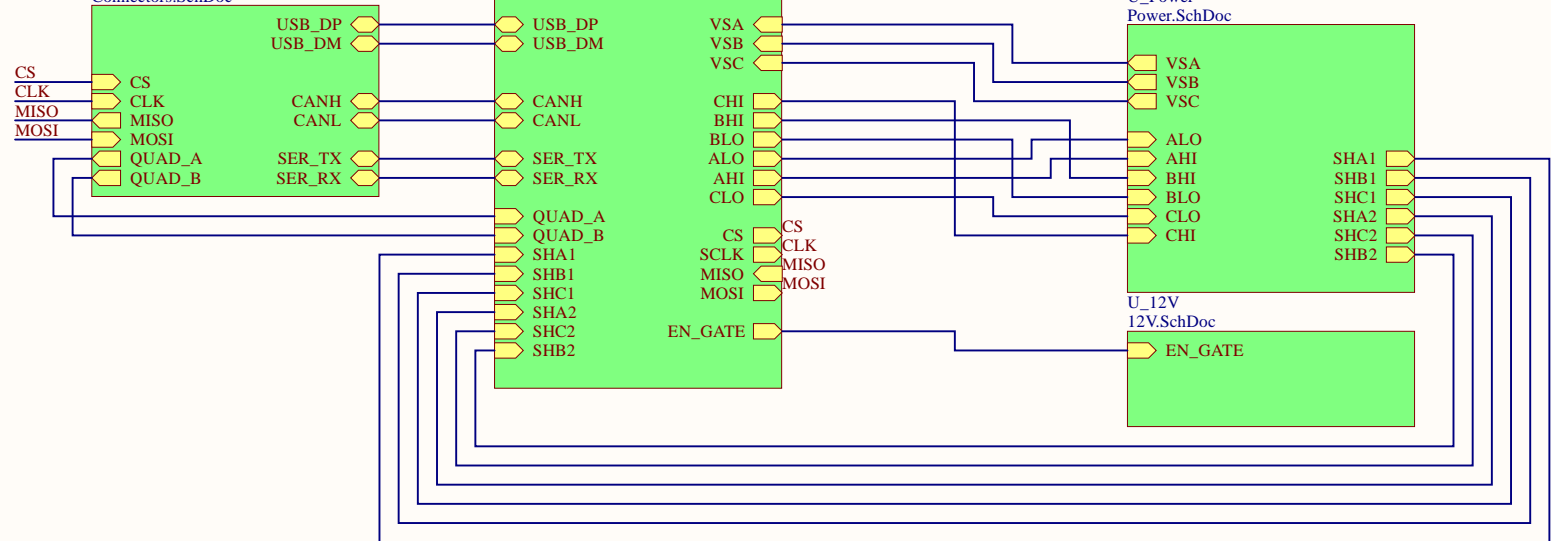 Connectors.SchDoc
USB_DP
USB_DM
CS
CLK
MISO
MOSI
CS
CLK
MISO
MOSI
QUAD_A
QUAD_B
CANH
CANL
SER_TX
SER_RX
USB_DP
USB_DM
CANH
CANL
SER_TX
SER_RX
QUAD_A
QUAD_B
SHA1
SHB1
SHC1
SHA2
SHC2
SHB2
VSA
VSB
VSC
CHI
BHI
BLO
ALO
AHI
CLO
CS
SCLK
MISO
MOSI
EN_GATE
CS
CLK
MISO
MOSI
U_Power
Power.SchDoc
VSA
VSB
VSC
ALO
AHI
BHI
BLO
CLO
CHI
SHA1
SHB1
SHC1
SHA2
SHC2
SHB2
U_12V
12V.SchDoc
EN_GATE